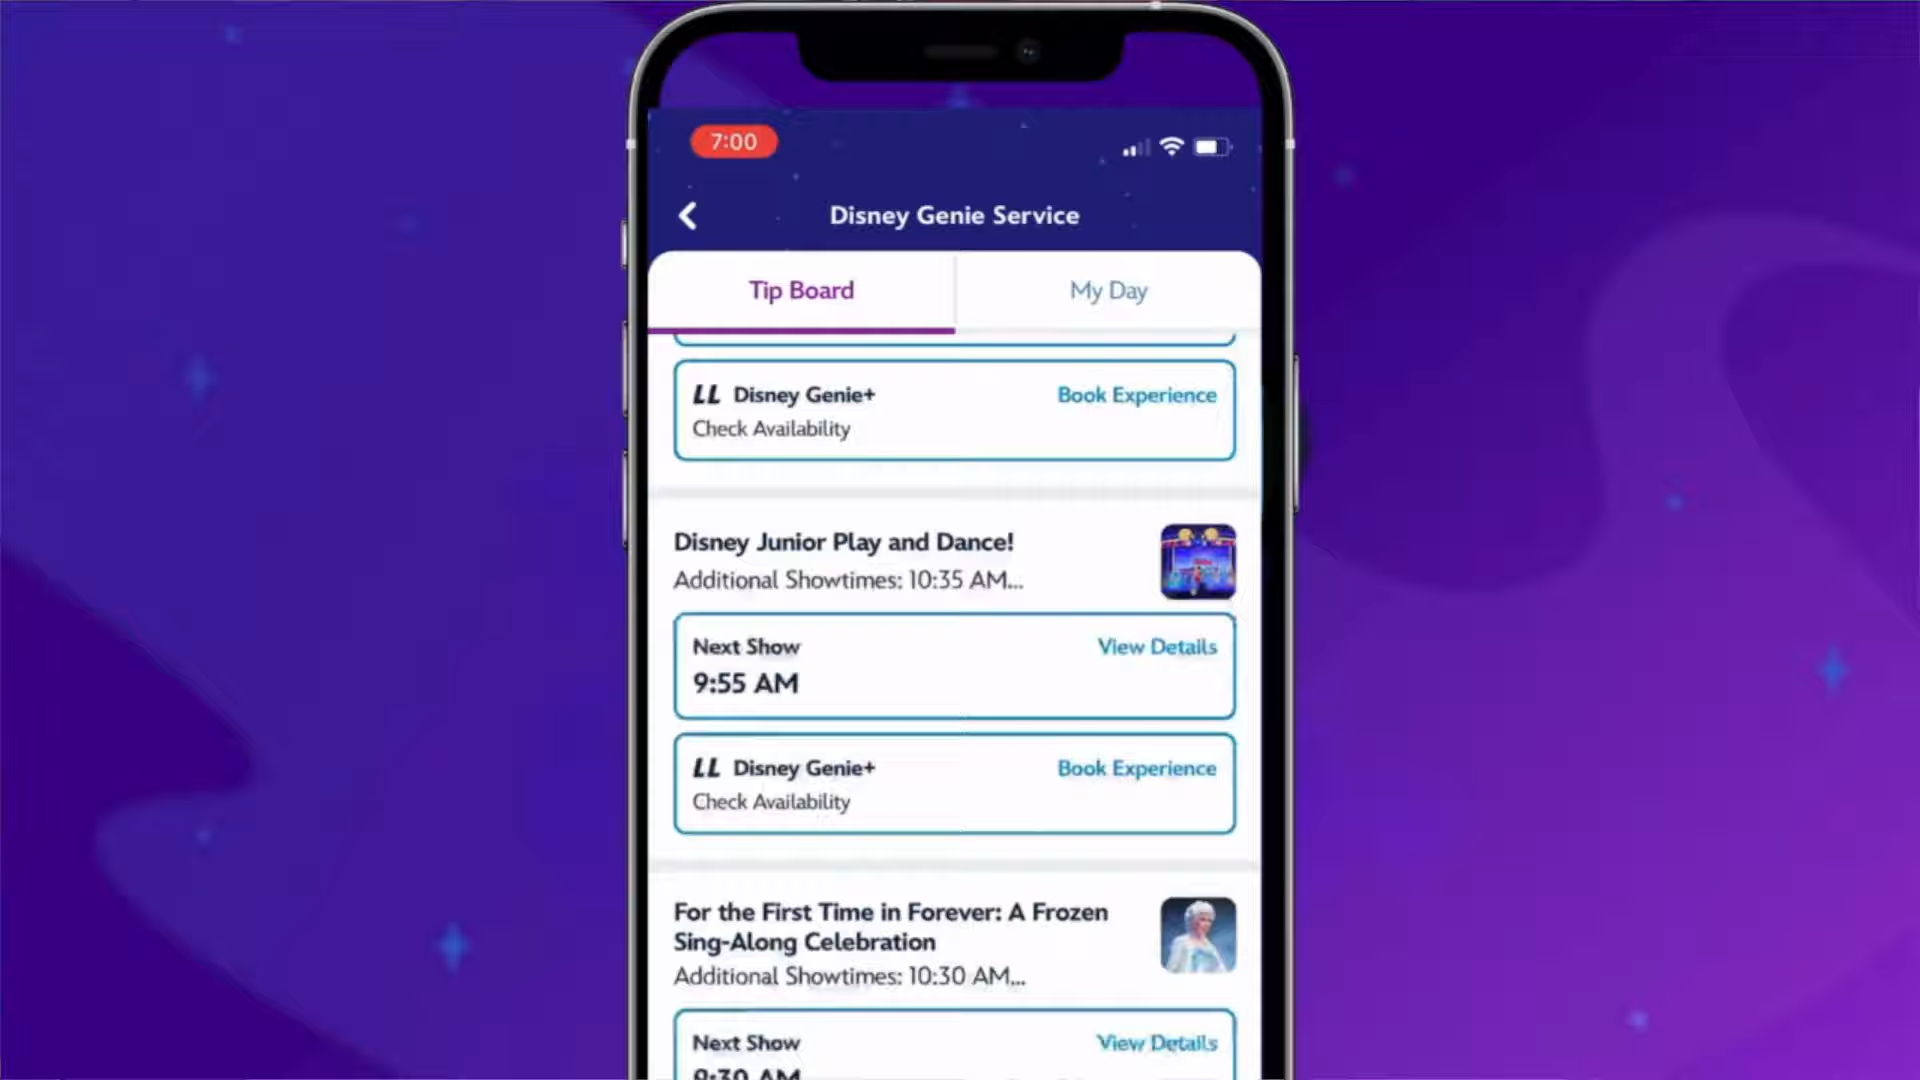 7:00
Disney Genie Service
Tip Board
My Day
LL Disney Genie+
Book Experience
Check Availability
Disney Junior Play and Dance!
Additional Showtimes: 10:35 AM...
Next Show
View Details
9:55 AM
LL Disney Genie+
Book Experience
Check Availability
For the First Time in Forever: A Frozen
Sing-Along Celebration
Additional Showtimes: 10:30 AM...
Next Show
View Details
9:30 AM